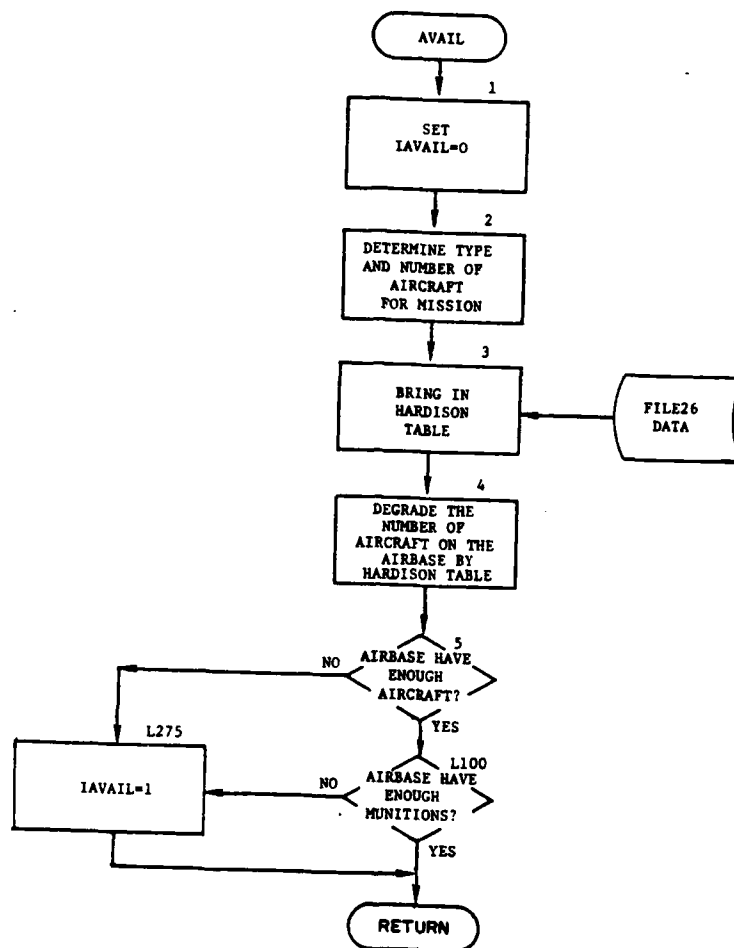 AVAIL
1
SET
IAVAIL=0
2
DETERMINE TYPE
AND NUMBER OF
AIRCRAFT
FOR MISSION
3
BRING IN
HARDISON
TABLE
FILE26
DATA
4
DEGRADE THE
NUMBER OF
AIRCRAFT ON THE
AIRBASE BY
HARDISON TABLE
5
AIRBASE HAVE
ENOUGH
AIRCRAFT?
NO
YES
L275
IAVAIL=1
L100
AIRBASE HAVE
ENOUGH
MUNITIONS?
NO
YES
RETURN